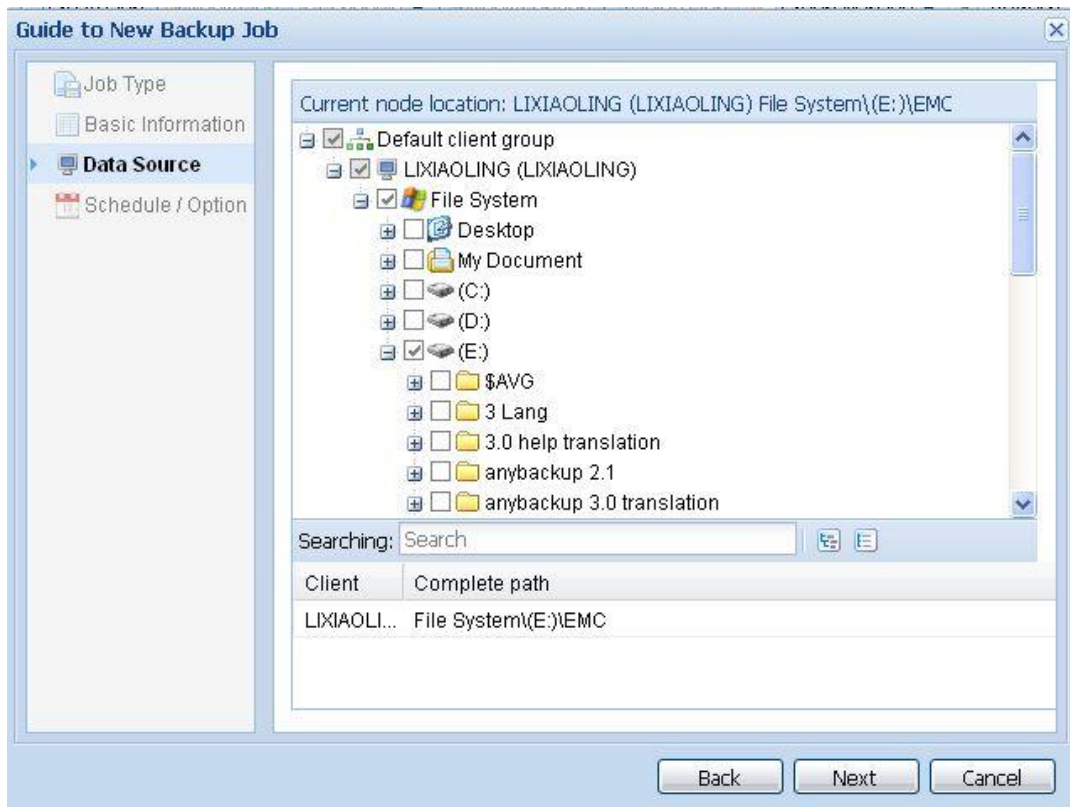 Guide to New Backup Job
Job Type
Basic Information
Data Source
Schedule / Option
Current node location: LIXIAOLING (LIXIAOLING) File System\(E:)\EMC
Default client group
LIXIAOLING (LIXIAOLING)
File System
Desktop
My Document
(C:)
(D:)
(E:)
$AVG
3 Lang
3.0 help translation
anybackup 2.1
anybackup 3.0 translation
Searching: Search
Client Complete path
LIXIAOLI... File System\(E:)\EMC
Back Next Cancel